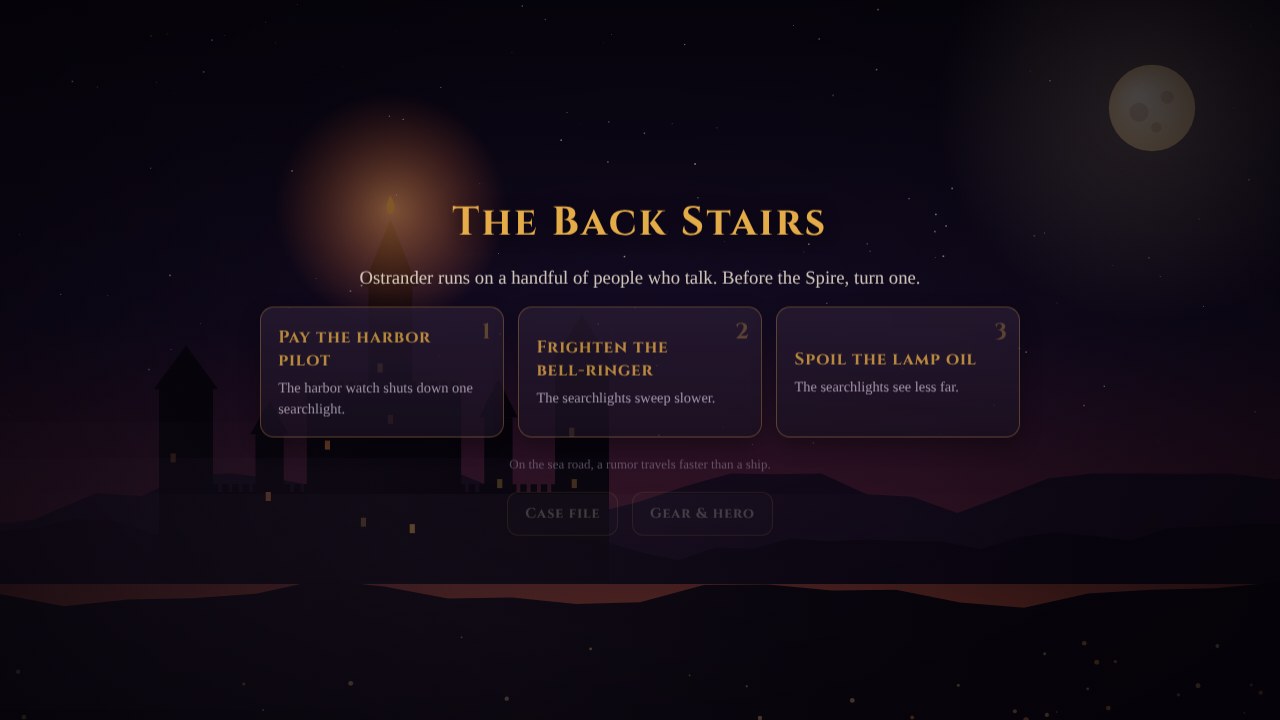 The Back Stairs
Ostrander runs on a handful of people who talk. Before the Spire, turn one.
Pay the harbor
pilot
1
The harbor watch shuts down one
searchlight.
Frighten the
bell-ringer
2
The searchlights sweep slower.
Spoil the lamp oil
3
The searchlights see less far.
On the sea road, a rumor travels faster than a ship.
Case file
Gear & hero